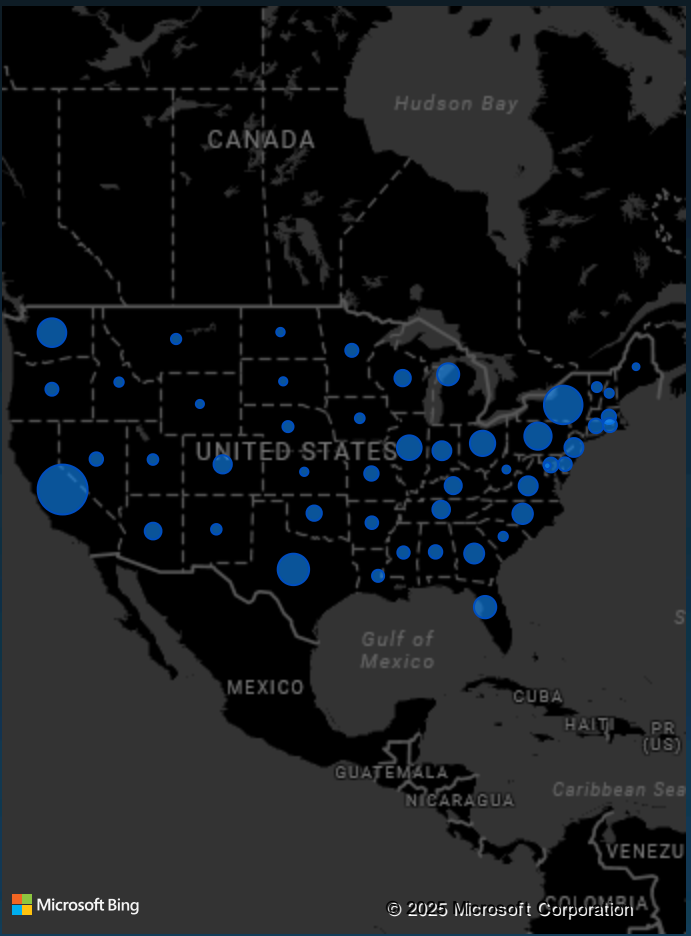 Hudson Bay
CANADA
UNITED STATES
Gulf of
Mexico
S
MEXICO
CUBA
HAITI
PR
(US)
GUATEMALA
Caribbean Sea
NICARAGUA
VENEZU
COLOMBIA
Microsoft Bing
© 2025 Microsoft Corporation